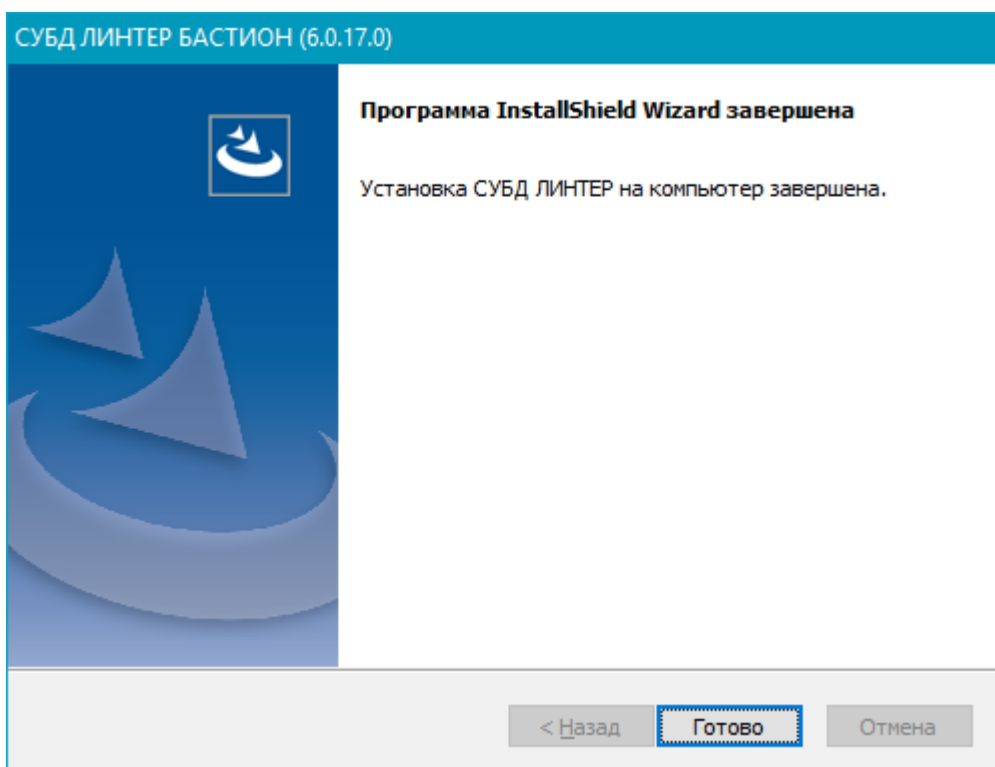 СУБД ЛИНТЕР БАСТИОН (6.0.17.0)
Программа InstallShield Wizard завершена
Установка СУБД ЛИНТЕР на компьютер завершена.
< Назад
Готово
Отмена